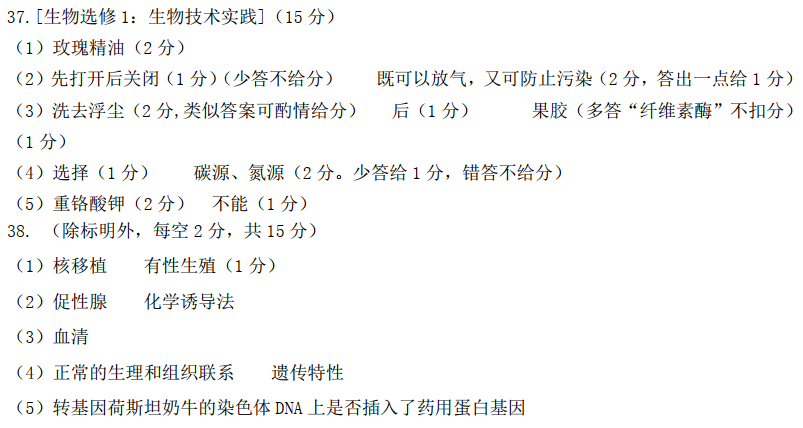 37.[生物选修1：生物技术实践]（15分）
（1）玫瑰精油（2分）
（2）先打开后关闭（1分）（少答不给分） 既可以放气，又可防止污染（2分，答出一点给1分）
（3）洗去浮尘（2分,类似答案可酌情给分） 后（1分） 果胶（多答“纤维素酶”不扣分）
（1分）
（4）选择（1分） 碳源、氮源（2分。少答给1分，错答不给分）
（5）重铬酸钾（2分） 不能（1分）
38. （除标明外，每空2分，共15分）
（1）核移植 有性生殖（1分）
（2）促性腺 化学诱导法
（3）血清
（4）正常的生理和组织联系 遗传特性
（5）转基因荷斯坦奶牛的染色体DNA上是否插入了药用蛋白基因